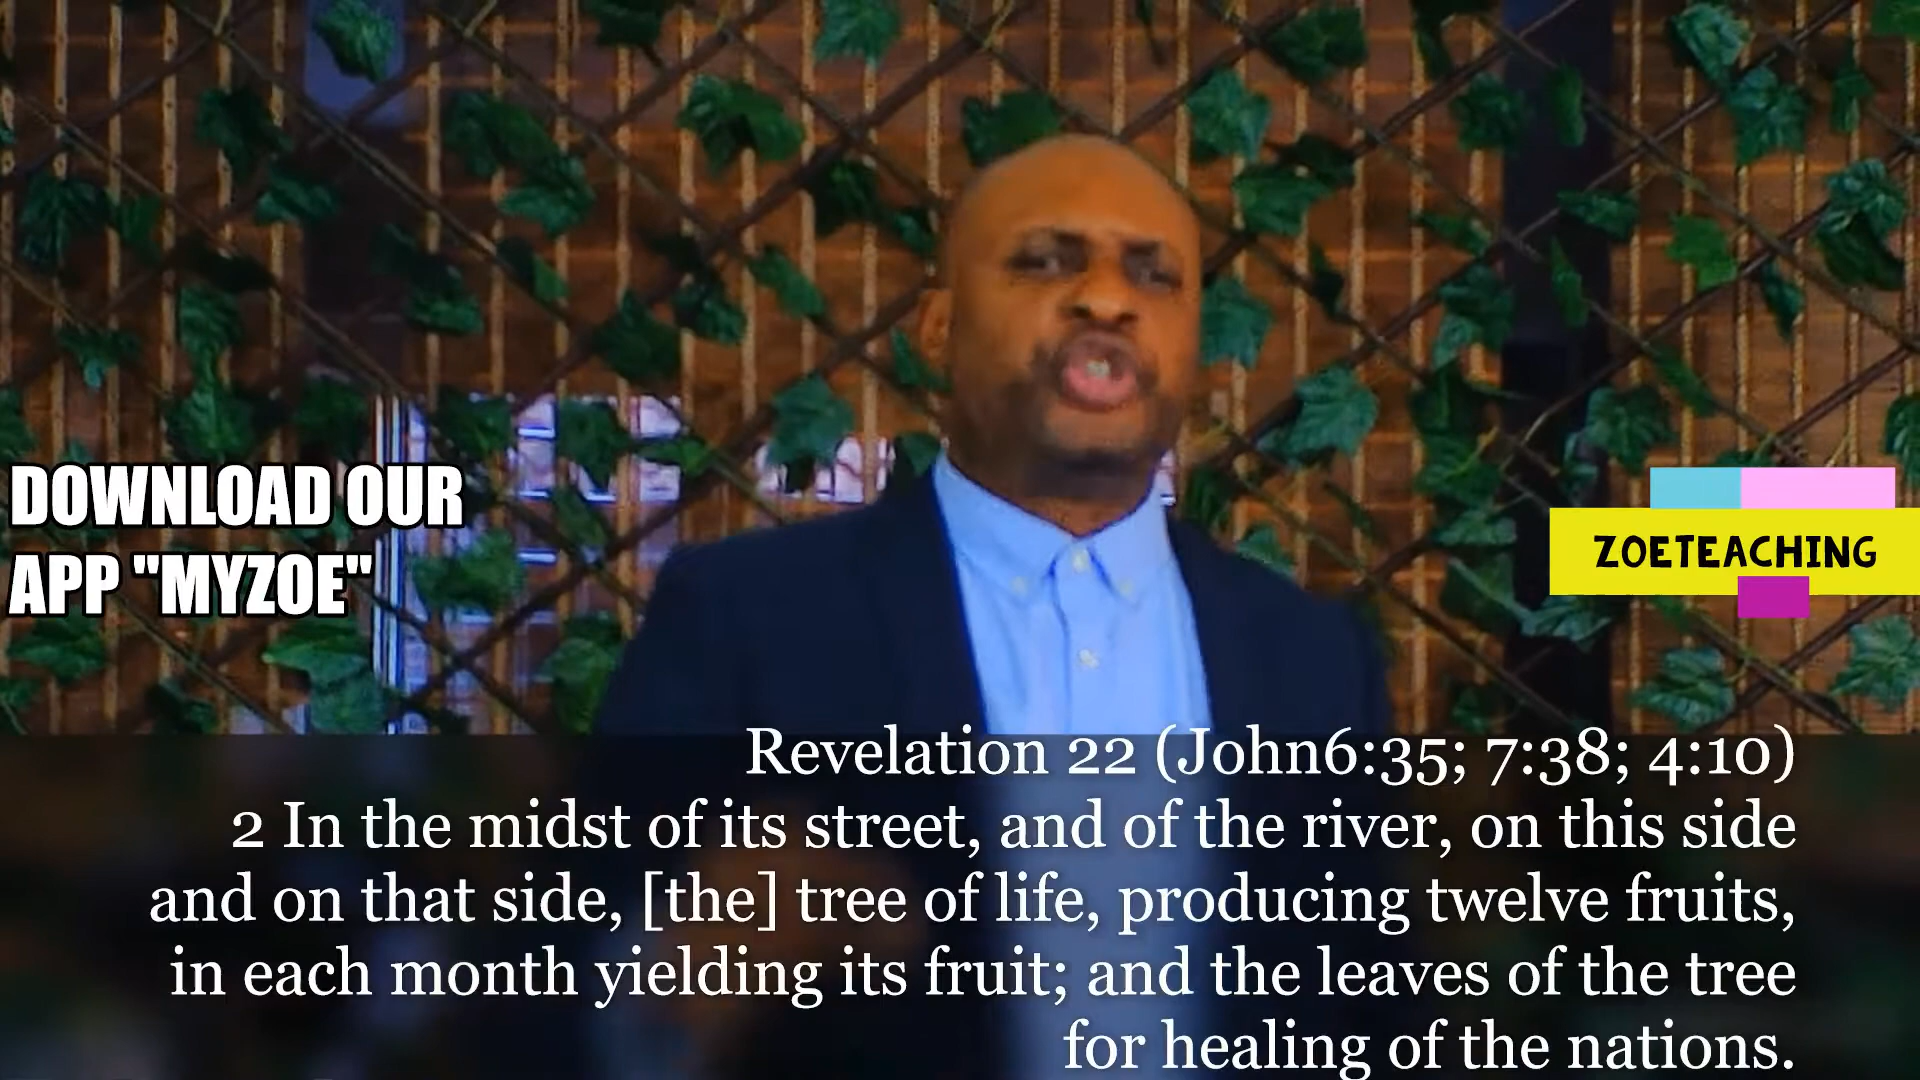 DOWNLOAD OUR
APP "MYZOE"
ZOETEACHING
Revelation 22 (John6:35; 7:38; 4:10)
2 In the midst of its street, and of the river, on this side
and on that side, [the] tree of life, producing twelve fruits,
in each month yielding its fruit; and the leaves of the tree
for healing of the nations.